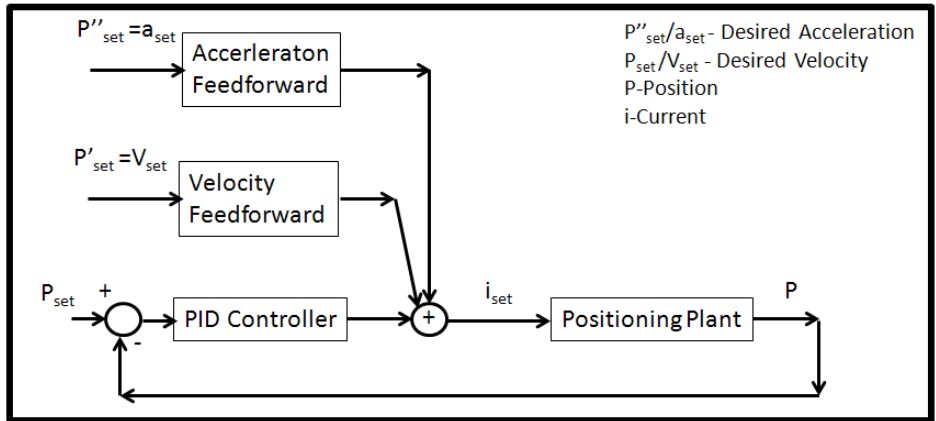 P''set =aset
Accerleraton
Feedforward
P''set/aset - Desired Acceleration
Pset/Vset - Desired Velocity
P-Position
i-Current
P'set =Vset
Velocity
Feedforward
Pset
+
-
PID Controller
+
iset
Positioning Plant
P